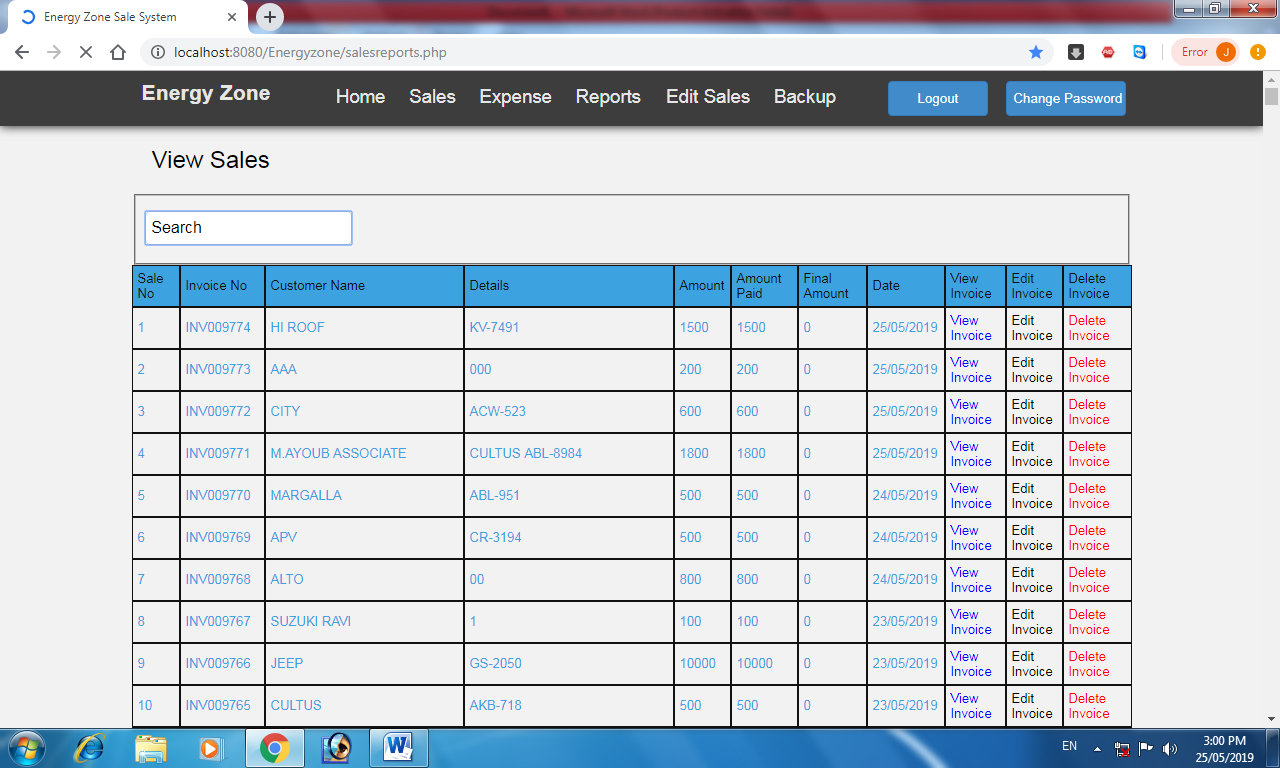 Energy Zone Sale System
localhost:8080/Energyzone/salesreports.php
Error J
Energy Zone Home Sales Expense Reports Edit Sales Backup Logout Change Password
View Sales
Search
Sale No Invoice No Customer Name Details Amount Amount Paid Final Amount Date View Invoice Edit Invoice Delete Invoice
1 INV009774 HI ROOF KV-7491 1500 1500 0 25/05/2019 View Invoice Edit Invoice Delete Invoice
2 INV009773 AAA 000 200 200 0 25/05/2019 View Invoice Edit Invoice Delete Invoice
3 INV009772 CITY ACW-523 600 600 0 25/05/2019 View Invoice Edit Invoice Delete Invoice
4 INV009771 M.AYOUB ASSOCIATE CULTUS ABL-8984 1800 1800 0 25/05/2019 View Invoice Edit Invoice Delete Invoice
5 INV009770 MARGALLA ABL-951 500 500 0 24/05/2019 View Invoice Edit Invoice Delete Invoice
6 INV009769 APV CR-3194 500 500 0 24/05/2019 View Invoice Edit Invoice Delete Invoice
7 INV009768 ALTO 00 800 800 0 24/05/2019 View Invoice Edit Invoice Delete Invoice
8 INV009767 SUZUKI RAVI 1 100 100 0 23/05/2019 View Invoice Edit Invoice Delete Invoice
9 INV009766 JEEP GS-2050 10000 10000 0 23/05/2019 View Invoice Edit Invoice Delete Invoice
10 INV009765 CULTUS AKB-718 500 500 0 23/05/2019 View Invoice Edit Invoice Delete Invoice
EN
3:00 PM
25/05/2019